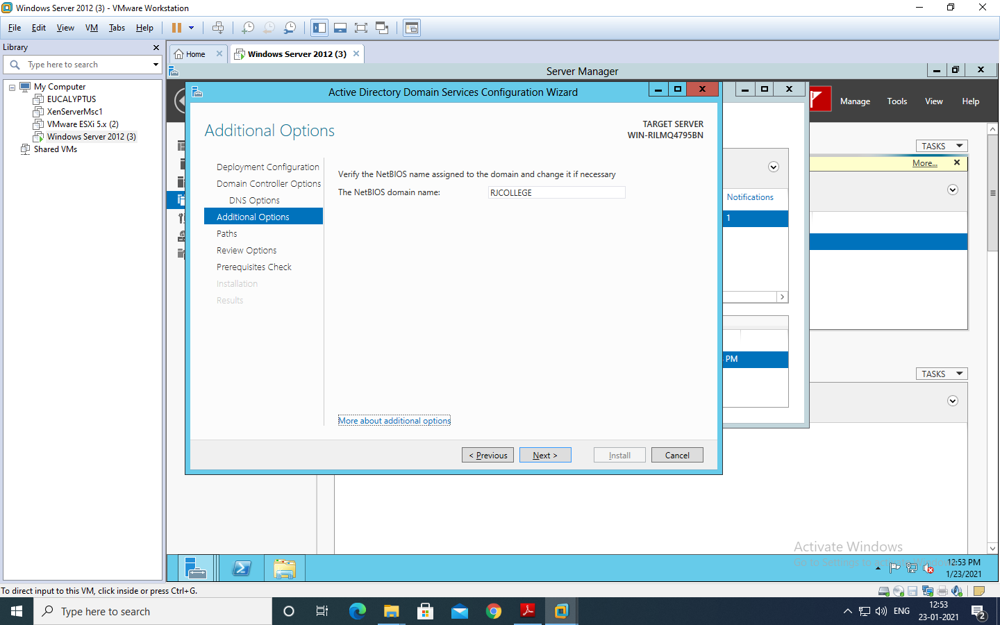 Windows Server 2012 (3) - VMware Workstation
File Edit View VM Tabs Help
Library
Type here to search
My Computer
EUCALYPTUS
XenServerMsc1
VMware ESXi 5.x (2)
Windows Server 2012 (3)
Shared VMs
Home
Windows Server 2012 (3)
Server Manager
Manage Tools View Help
Active Directory Domain Services Configuration Wizard
Additional Options
TARGET SERVER
WIN-RILMQ4795BN
Deployment Configuration
Domain Controller Options
DNS Options
Additional Options
Paths
Review Options
Prerequisites Check
Installation
Results
Verify the NetBIOS name assigned to the domain and change it if necessary
The NetBIOS domain name: RJCOLLEGE
More about additional options
< Previous Next > Install Cancel
Notifications
1
PM
TASKS
More...
TASKS
Activate Windows
Go to Settings to
12:53 PM
1/23/2021
To direct input to this VM, click inside or press Ctrl+G.
Type here to search
ENG
12:53
23-01-2021
2